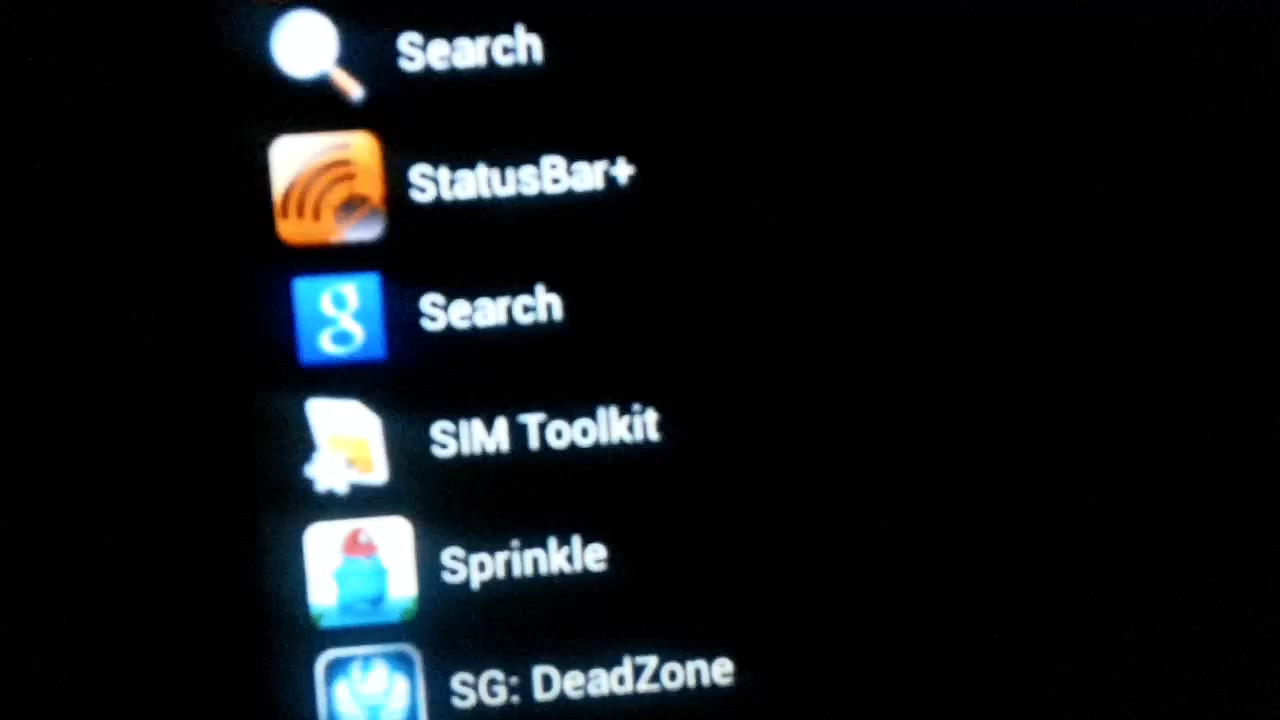 Search
StatusBar+
g
Search
SIM Toolkit
Sprinkle
SG: DeadZone